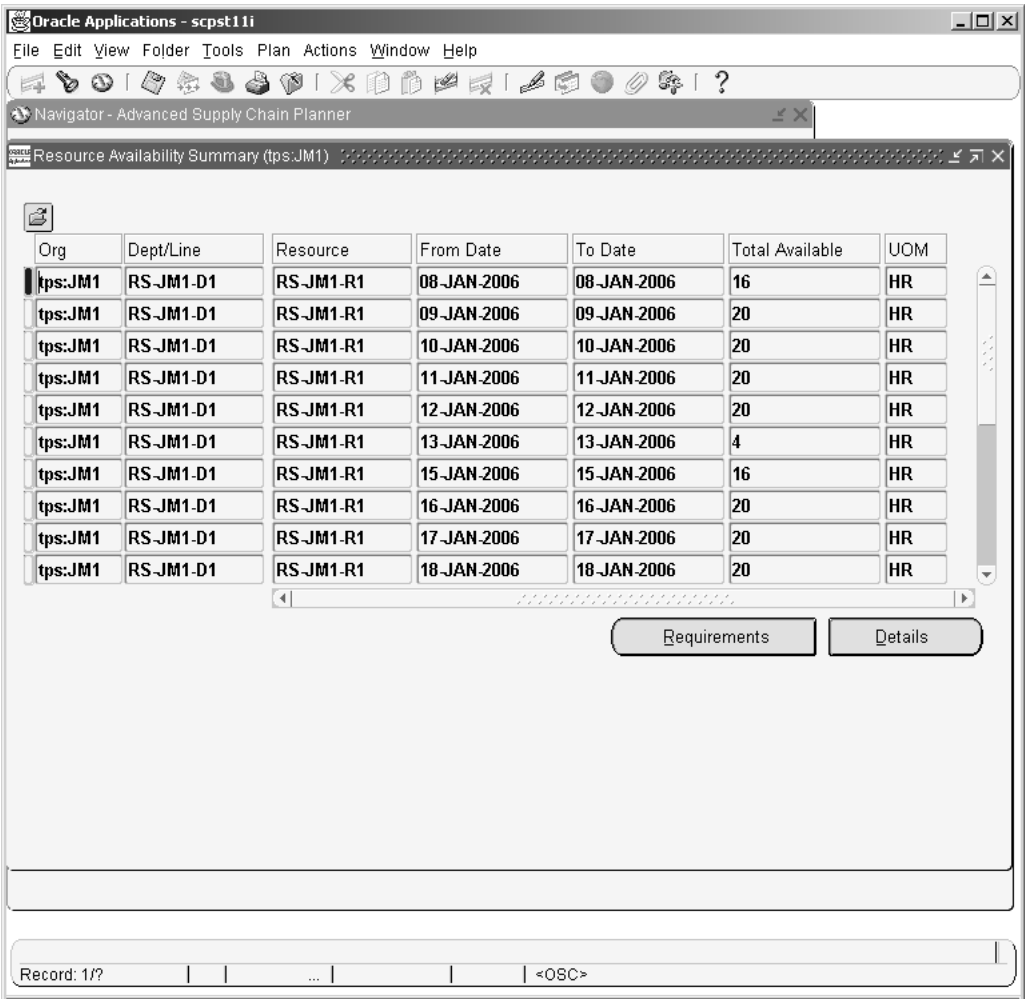 Oracle Applications - scpst11i
File Edit View Folder Tools Plan Actions Window Help
Navigator - Advanced Supply Chain Planner
Resource Availability Summary (tps:JM1)
Org Dept/Line Resource From Date To Date Total Available UOM
tps:JM1 RS-JM1-D1 RS-JM1-R1 08-JAN-2006 08-JAN-2006 16 HR
tps:JM1 RS-JM1-D1 RS-JM1-R1 09-JAN-2006 09-JAN-2006 20 HR
tps:JM1 RS-JM1-D1 RS-JM1-R1 10-JAN-2006 10-JAN-2006 20 HR
tps:JM1 RS-JM1-D1 RS-JM1-R1 11-JAN-2006 11-JAN-2006 20 HR
tps:JM1 RS-JM1-D1 RS-JM1-R1 12-JAN-2006 12-JAN-2006 20 HR
tps:JM1 RS-JM1-D1 RS-JM1-R1 13-JAN-2006 13-JAN-2006 4 HR
tps:JM1 RS-JM1-D1 RS-JM1-R1 15-JAN-2006 15-JAN-2006 16 HR
tps:JM1 RS-JM1-D1 RS-JM1-R1 16-JAN-2006 16-JAN-2006 20 HR
tps:JM1 RS-JM1-D1 RS-JM1-R1 17-JAN-2006 17-JAN-2006 20 HR
tps:JM1 RS-JM1-D1 RS-JM1-R1 18-JAN-2006 18-JAN-2006 20 HR
Requirements Details
Record: 1/? ... <OSC>